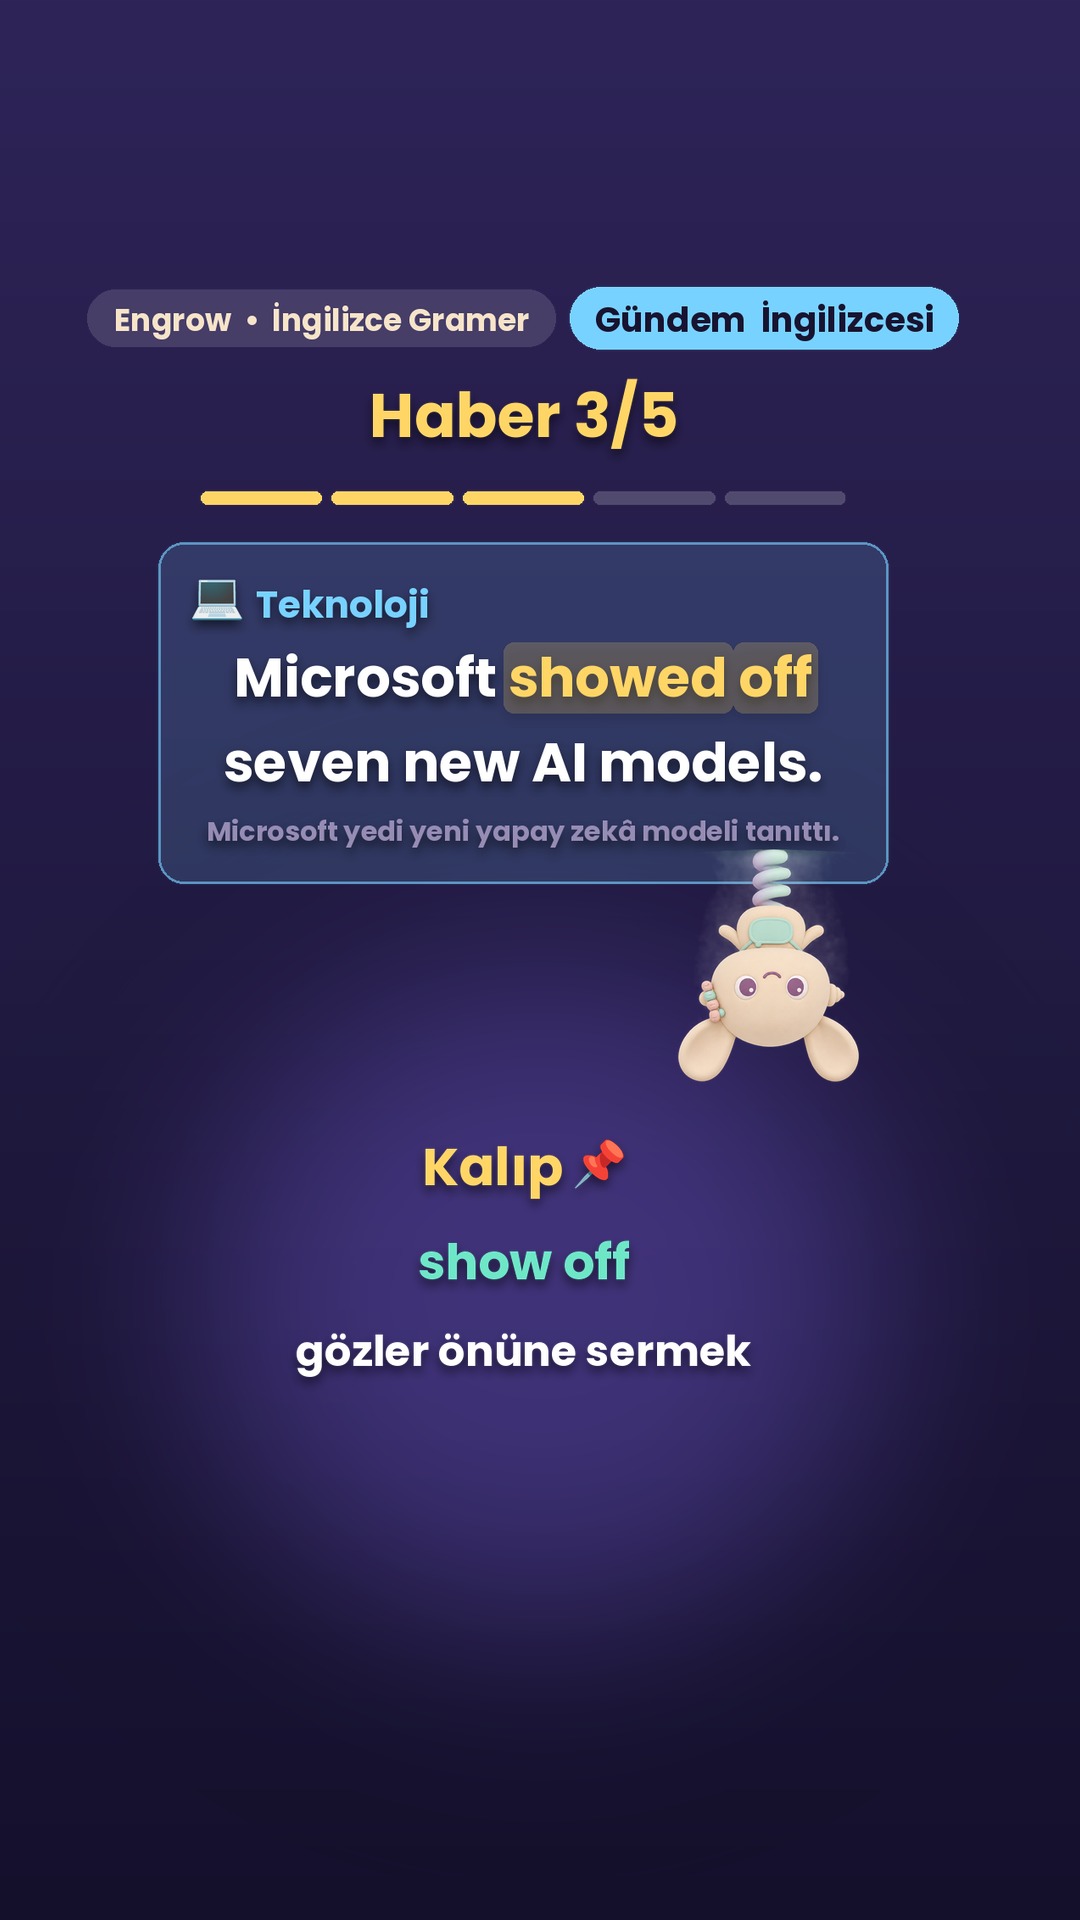 Engrow • İngilizce Gramer
Gündem İngilizcesi
Haber 3/5
Teknoloji
Microsoft showed off
seven new AI models.
Microsoft yedi yeni yapay zekâ modeli tanıttı.
Kalıp
show off
gözler önüne sermek